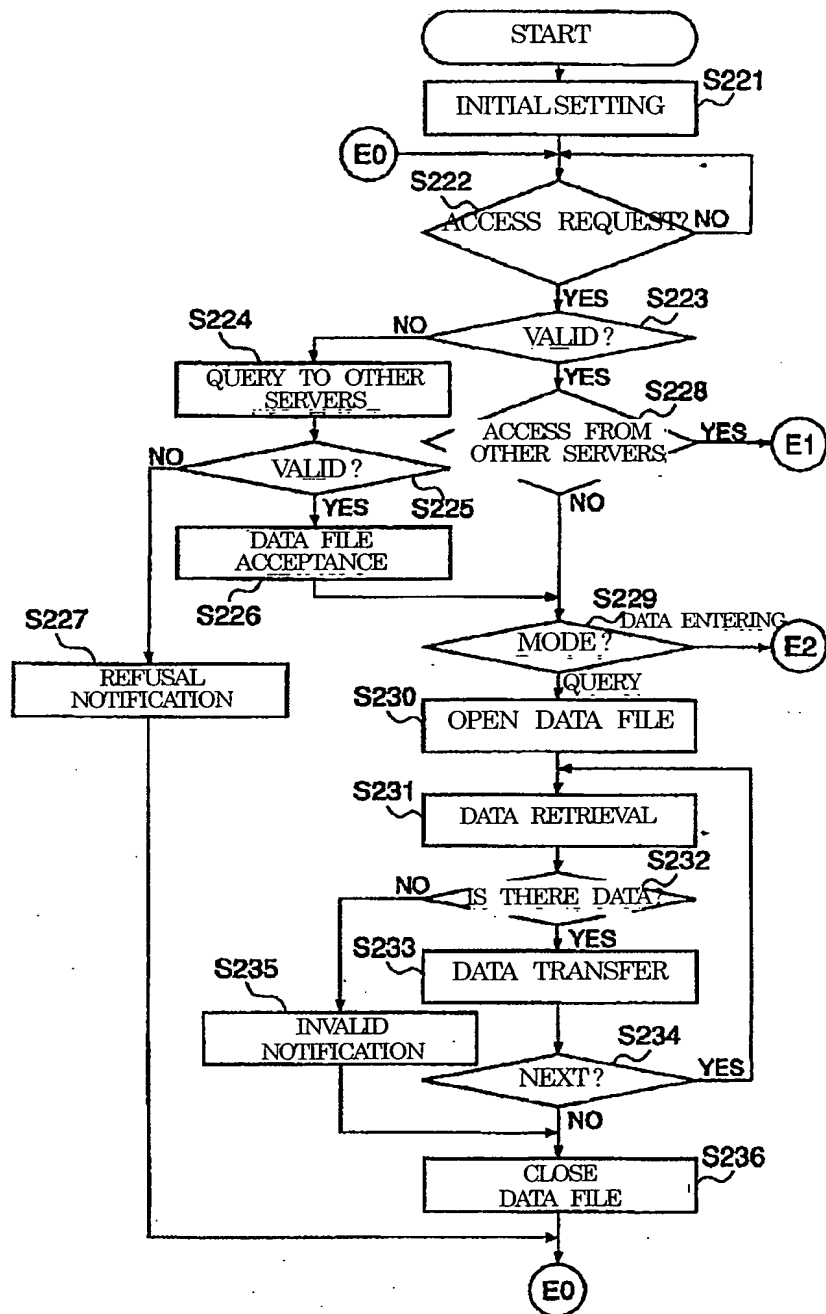 START
S221
INITIAL SETTING
E0
S222
ACCESS REQUEST?
NO
YES
S223
S224
NO
VALID?
QUERY TO OTHER
SERVERS
YES
S228
ACCESS FROM
OTHER SERVERS
YES
E1
NO
VALID?
S225
YES
NO
DATA FILE
ACCEPTANCE
S226
S229
DATA ENTERING
MODE?
E2
S227
REFUSAL
NOTIFICATION
QUERY
S230
OPEN DATA FILE
S231
DATA RETRIEVAL
S232
NO
IS THERE DATA?
YES
S233
DATA TRANSFER
S235
INVALID
NOTIFICATION
S234
NEXT?
YES
NO
S236
CLOSE
DATA FILE
E0